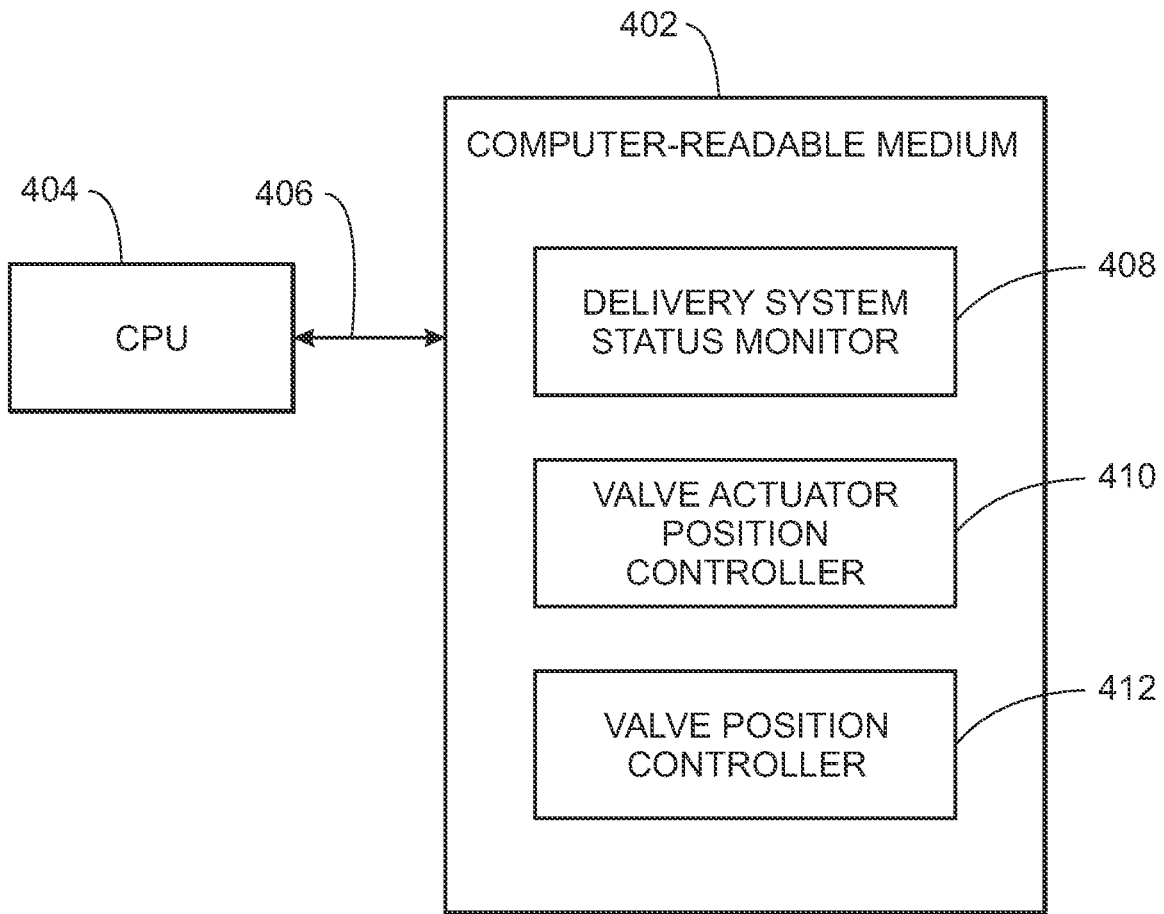 402
COMPUTER-READABLE MEDIUM
404
406
CPU
DELIVERY SYSTEM
STATUS MONITOR
408
VALVE ACTUATOR
POSITION
CONTROLLER
410
VALVE POSITION
CONTROLLER
412